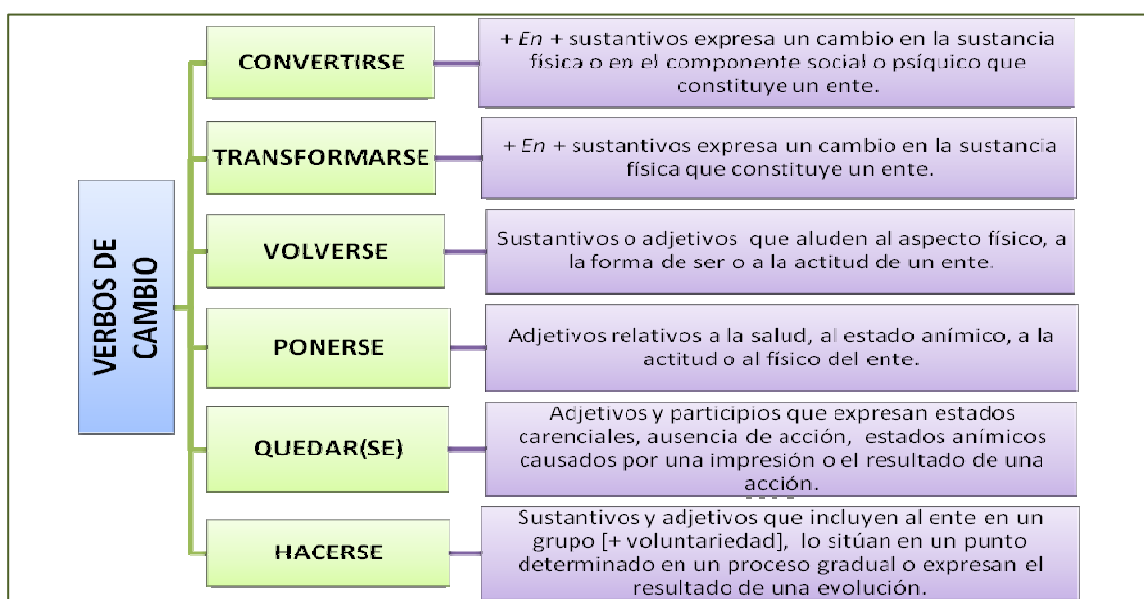 VERBOS DE
CAMBIO
CONVERTIRSE
+ En + sustantivos expresa un cambio en la sustancia
física o en el componente social o psíquico que
constituye un ente.
TRANSFORMARSE
+ En + sustantivos expresa un cambio en la sustancia
física que constituye un ente.
VOLVERSE
Sustantivos o adjetivos que aluden al aspecto físico, a
la forma de ser o a la actitud de un ente.
PONERSE
Adjetivos relativos a la salud, al estado anímico, a la
actitud o al físico del ente.
QUEDAR(SE)
Adjetivos y participios que expresan estados
carenciales, ausencia de acción, estados anímicos
causados por una impresión o el resultado de una
acción.
HACERSE
Sustantivos y adjetivos que incluyen al ente en un
grupo [+ voluntariedad], lo sitúan en un punto
determinado en un proceso gradual o expresan el
resultado de una evolución.